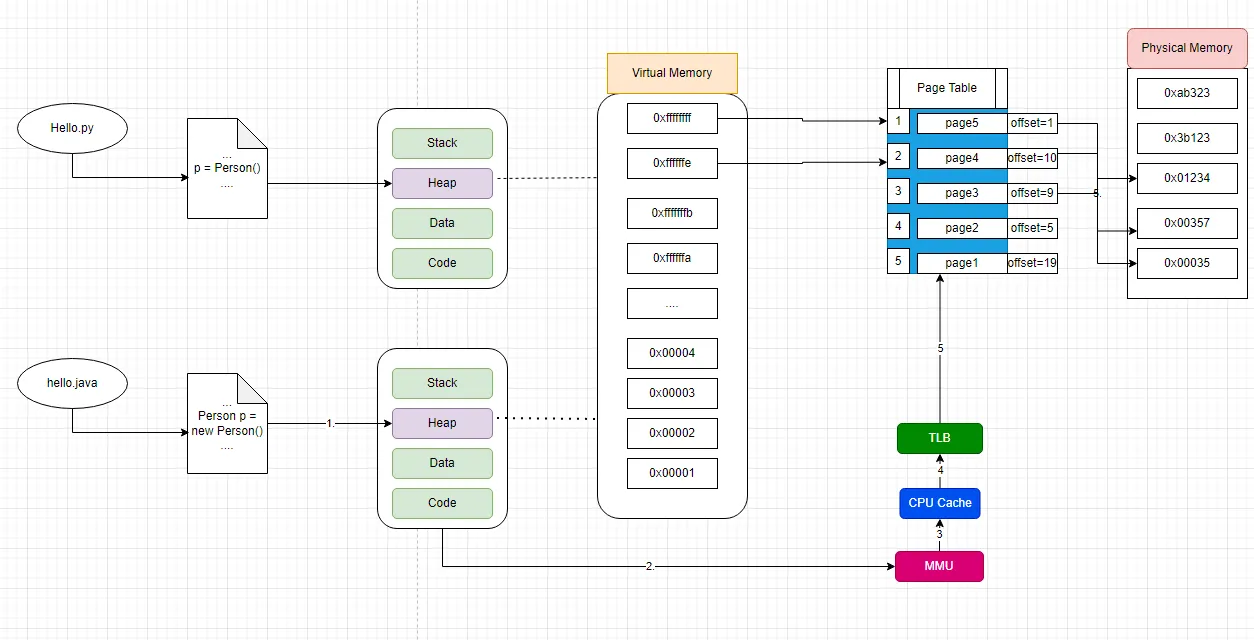 Hello.py
...
p = Person()
....
Stack
Heap
Data
Code
hello.java
...
Person p =
new Person()
....
1.
Stack
Heap
Data
Code
2.
Virtual Memory
0xffffffff
0xffffffe
0xfffffffb
0xffffffa
....
0x00004
0x00003
0x00002
0x00001
Page Table
1 page5 offset=1
2 page4 offset=10
3 page3 offset=9
4 page2 offset=5
5 page1 offset=19
5.
5
TLB
4
CPU Cache
3
MMU
Physical Memory
0xab323
0x3b123
0x01234
0x00357
0x00035